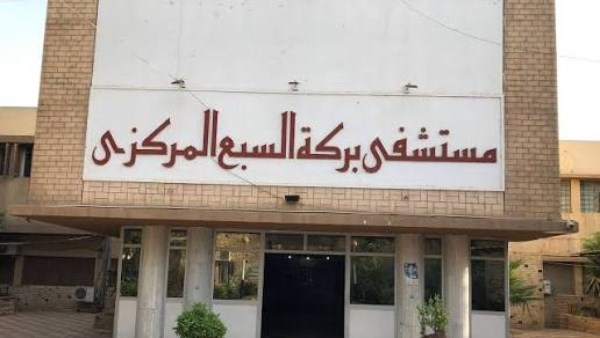 مستشفى بركة السبع المركزى